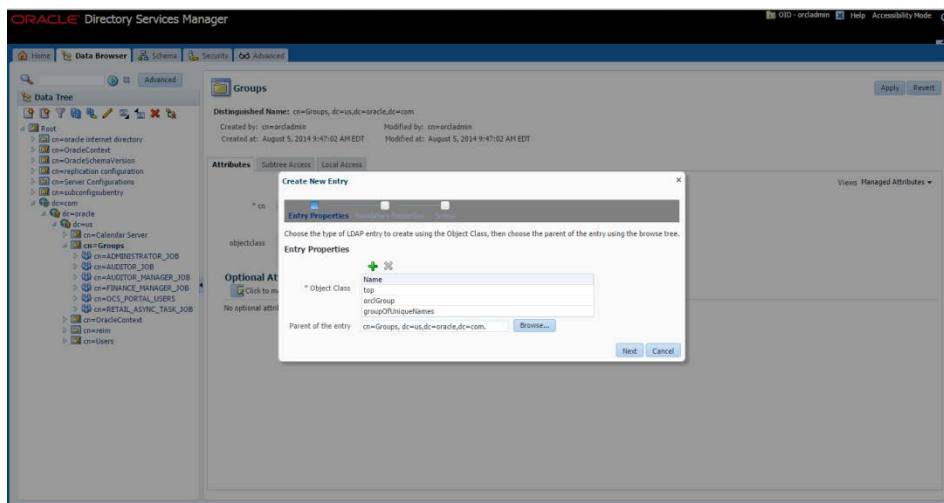 ORACLE Directory Services Manager
OID - orcladmin Help Accessibility Mode
Home Data Browser Schema Security Advanced
Advanced
Data Tree
Root
cn=oracle internet directory
cn=OracleContext
cn=OracleSchemaVersion
cn=replication configuration
cn=Server Configurations
cn=subconfigsubentry
dc=com
dc=oracle
dc=us
cn=Calendar Server
cn=Groups
cn=ADMINISTRATOR_JOB
cn=AUDITOR_JOB
cn=AUDITOR_MANAGER_JOB
cn=FINANCE_MANAGER_JOB
cn=OCS_PORTAL_USERS
cn=RETAIL_ASYNC_TASK_JOB
cn=OracleContext
cn=reim
cn=Users
Groups
Apply Revert
Distinguished Name: cn=Groups, dc=us,dc=oracle,dc=com
Created by: cn=orcladmin Modified by: cn=orcladmin
Created at: August 5, 2014 9:47:02 AM EDT Modified at: August 5, 2014 9:47:02 AM EDT
Attributes Subtree Access Local Access
Views Managed Attributes
* cn
objectclass
Optional At
Click to m
No optional attri
Create New Entry
Entry Properties Mandatory Properties Status
Choose the type of LDAP entry to create using the Object Class, then choose the parent of the entry using the browse tree.
Entry Properties
* Object Class
Name
top
orclGroup
groupOfUniqueNames
Parent of the entry cn=Groups, dc=us,dc=oracle,dc=com. Browse...
Next Cancel